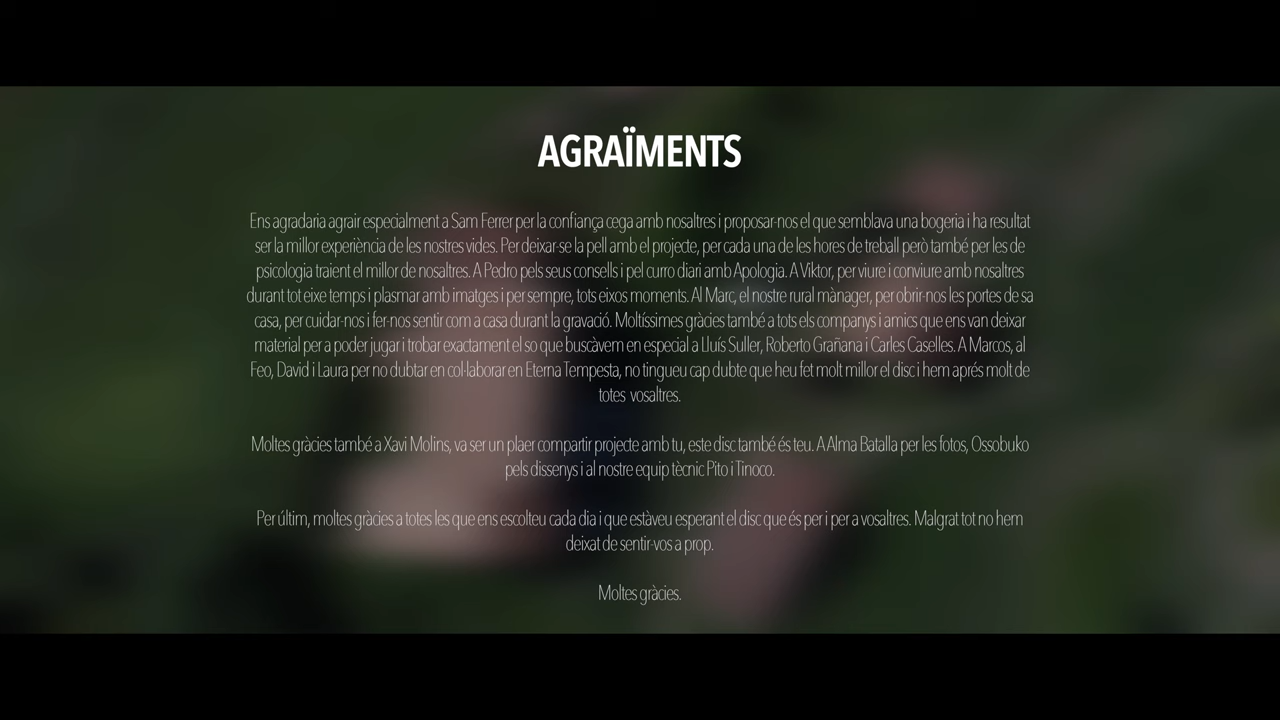 AGRAÏMENTS
Ens agradaria agrair especialment a Sam Ferrer per la confiança cega amb nosaltres i proposar-nos el que semblava una bogeria i ha resultat
ser la millor experiència de les nostres vides. Per deixar-se la pell amb el projecte, per cada una de les hores de treball però també per les de
psicologia traient el millor de nosaltres. A Pedro pels seus consells i pel curro diari amb Apologia. A Viktor, per viure i conviure amb nosaltres
durant tot eixe temps i plasmar amb imatges i per sempre, tots eixos moments. Al Marc, el nostre rural mànager, per obrir-nos les portes de sa
casa, per cuidar-nos i fer-nos sentir com a casa durant la gravació. Moltíssimes gràcies també a tots els companys i amics que ens van deixar
material per a poder jugar i trobar exactament el so que buscàvem en especial a Lluís Suller, Roberto Grañana i Carles Caselles. A Marcos, al
Feo, David i Laura per no dubtar en col·laborar en Eterna Tempesta, no tingueu cap dubte que heu fet molt millor el disc i hem aprés molt de
totes vosaltres.
Moltes gràcies també a Xavi Molins, va ser un plaer compartir projecte amb tu, este disc també és teu. A Alma Batalla per les fotos, Ossobuko
pels dissenys i al nostre equip tècnic Pito i Tinoco.
Per últim, moltes gràcies a totes les que ens escolteu cada dia i que estàveu esperant el disc que és per i per a vosaltres. Malgrat tot no hem
deixat de sentir-vos a prop.
Moltes gràcies.